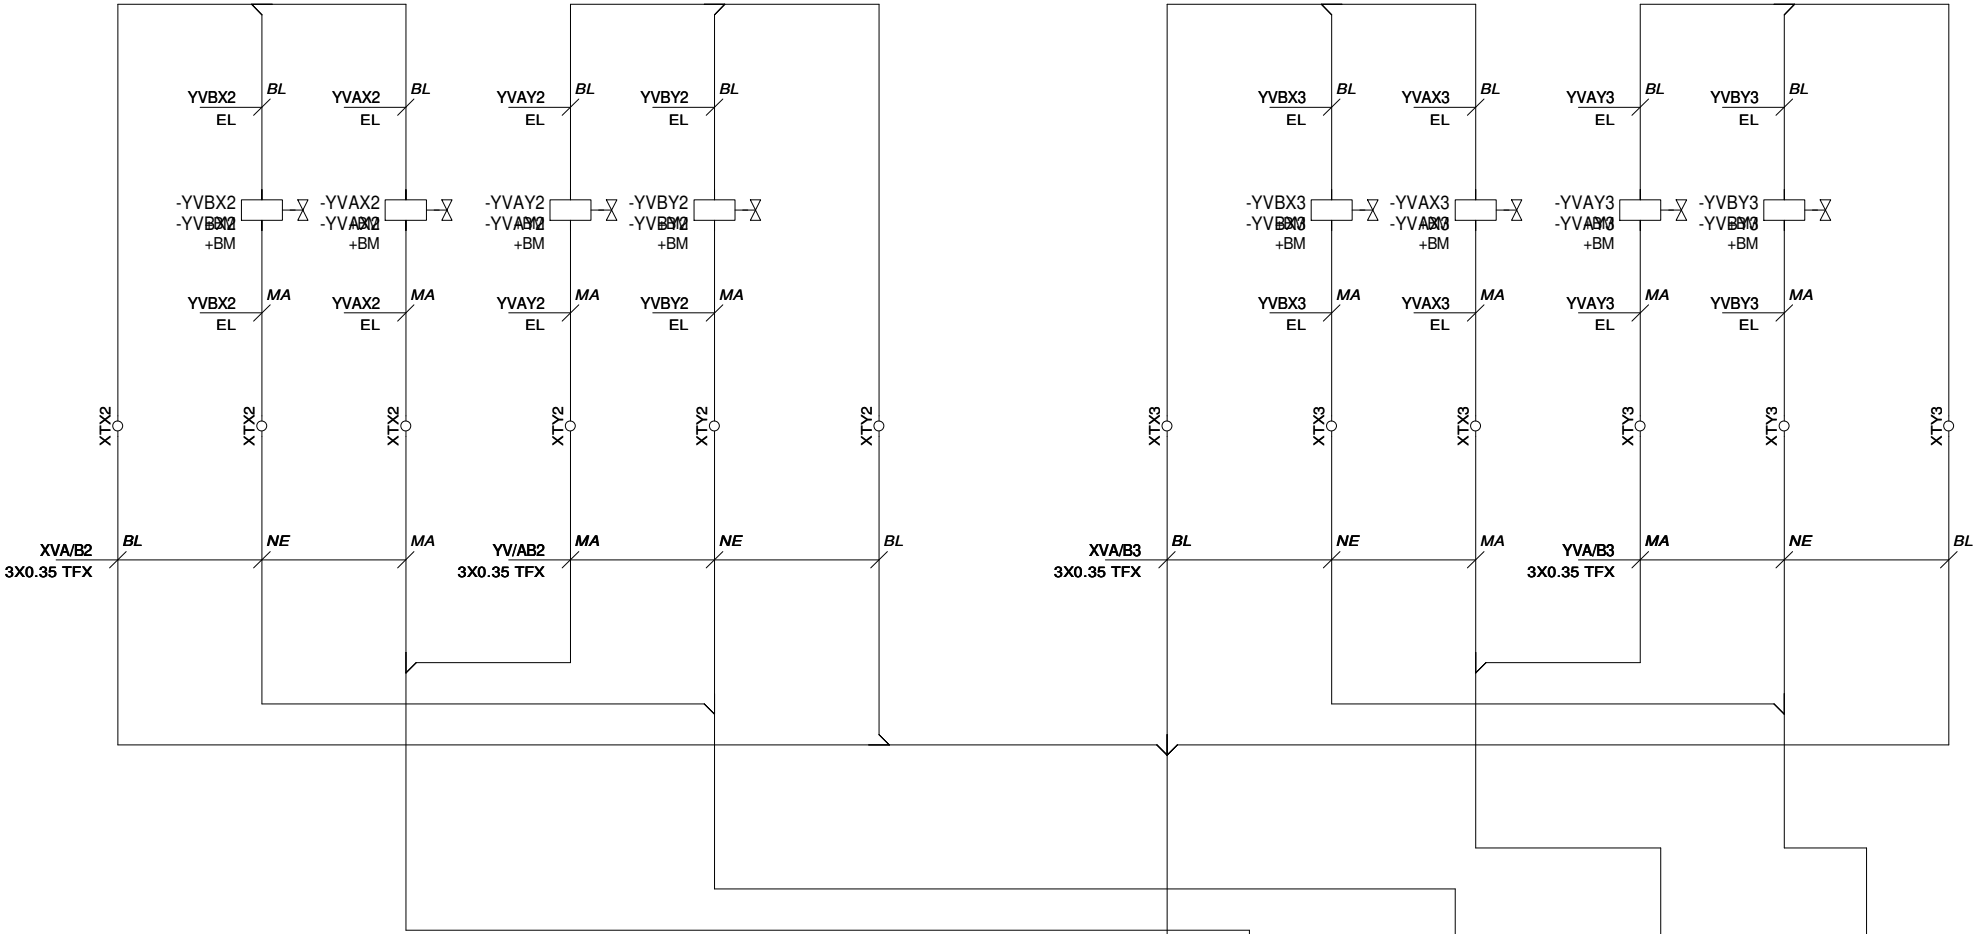 YVBX2 BL YVAX2 BL YVAY2 BL YVBY2 BL YVBX3 BL YVAX3 BL YVAY3 BL YVBY3 BL
EL EL EL EL EL EL EL EL
-YVBX2 -YVAX2 -YVAY2 -YVBY2 -YVBX3 -YVAX3 -YVAY3 -YVBY3
+BM +BM +BM +BM +BM +BM +BM +BM
YVBX2 MA YVAX2 MA YVAY2 MA YVBY2 MA YVBX3 MA YVAX3 MA YVAY3 MA YVBY3 MA
EL EL EL EL EL EL EL EL
XTX2 XTX2 XTX2 XTY2 XTY2 XTY2 XTX3 XTX3 XTX3 XTY3 XTY3 XTY3
XVA/B2 BL NE MA YV/AB2 MA NE BL XVA/B3 BL NE MA YVA/B3 MA NE BL
3X0.35 TFX 3X0.35 TFX 3X0.35 TFX 3X0.35 TFX